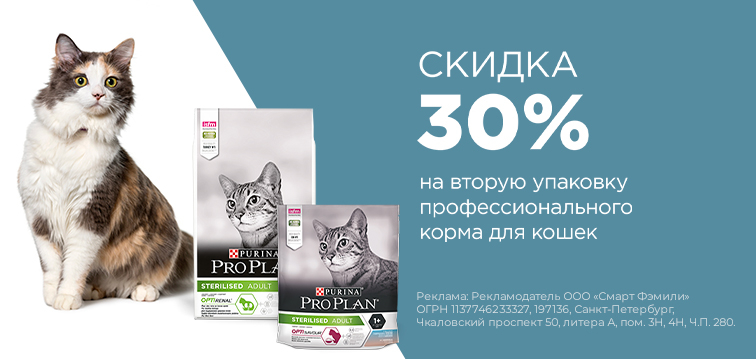 СКИДКА
30%
на вторую упаковку
профессионального
корма для кошек
Реклама: Рекламодатель ООО «Смарт Фэмили»
ОГРН 1137746233327, 197136, Санкт-Петербург,
Чкаловский проспект 50, литера А, пом. 3Н, 4Н, Ч.П. 280.
PURINA
PRO PLAN
STERILISED ADULT
OPTIRENAL
PURINA
PRO PLAN
STERILISED ADULT
1+
OPTISAVOUR